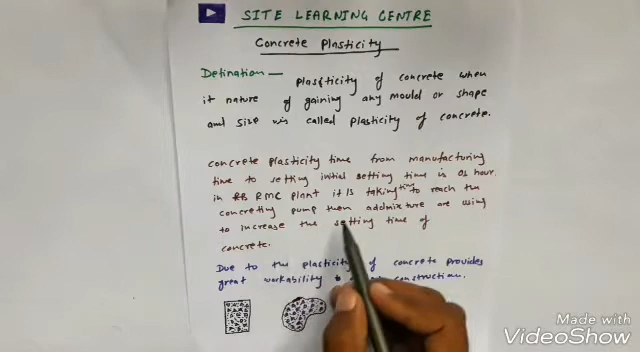 SITE LEARNING CENTRE
Concrete Plasticity
Defination — Plasticity of concrete when
it nature of gaining any mould or shape
and size is called plasticity of concrete.
Concrete plasticity time from manufacturing
time to setting initial setting time is 03 hour.
in RMC plant it is taking time to reach the
concreting pump then addmixture are using
to increase the setting time of
concrete.
Due to the plasticity of concrete provides
great workability construction.
Made with
VideoShow